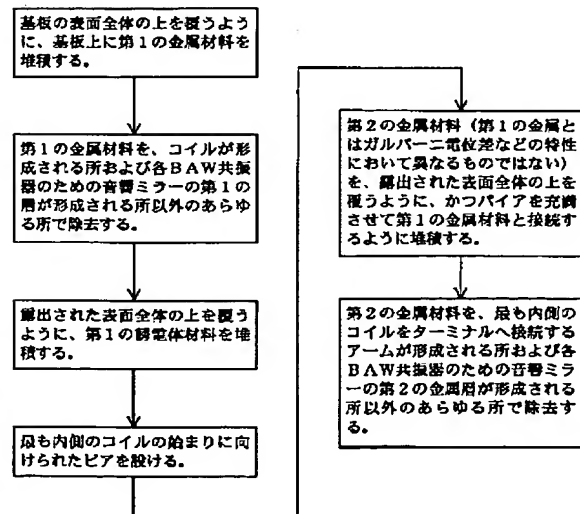 基板の表面全体の上を覆うよう
に、基板上に第1の金属材料を
堆積する。
第1の金属材料を、コイルが形
成される所および各BAW共振
器のための音響ミラーの第1の
層が形成される所以外のあらゆ
る所で除去する。
露出された表面全体の上を覆う
ように、第1の誘電体材料を堆
積する。
最も内側のコイルの始まりに向
けられたビアを設ける。
第2の金属材料（第1の金属と
はガルバーニ電位差などの特性
において異なるものではない）
を、露出された表面全体の上を
覆うように、かつバイアを充満
させて第1の金属材料と接続す
るように堆積する。
第2の金属材料を、最も内側の
コイルをターミナルへ接続する
アームが形成される所および各
BAW共振器のための音響ミラ
ーの第2の金属層が形成される
所以外のあらゆる所で除去す
る。